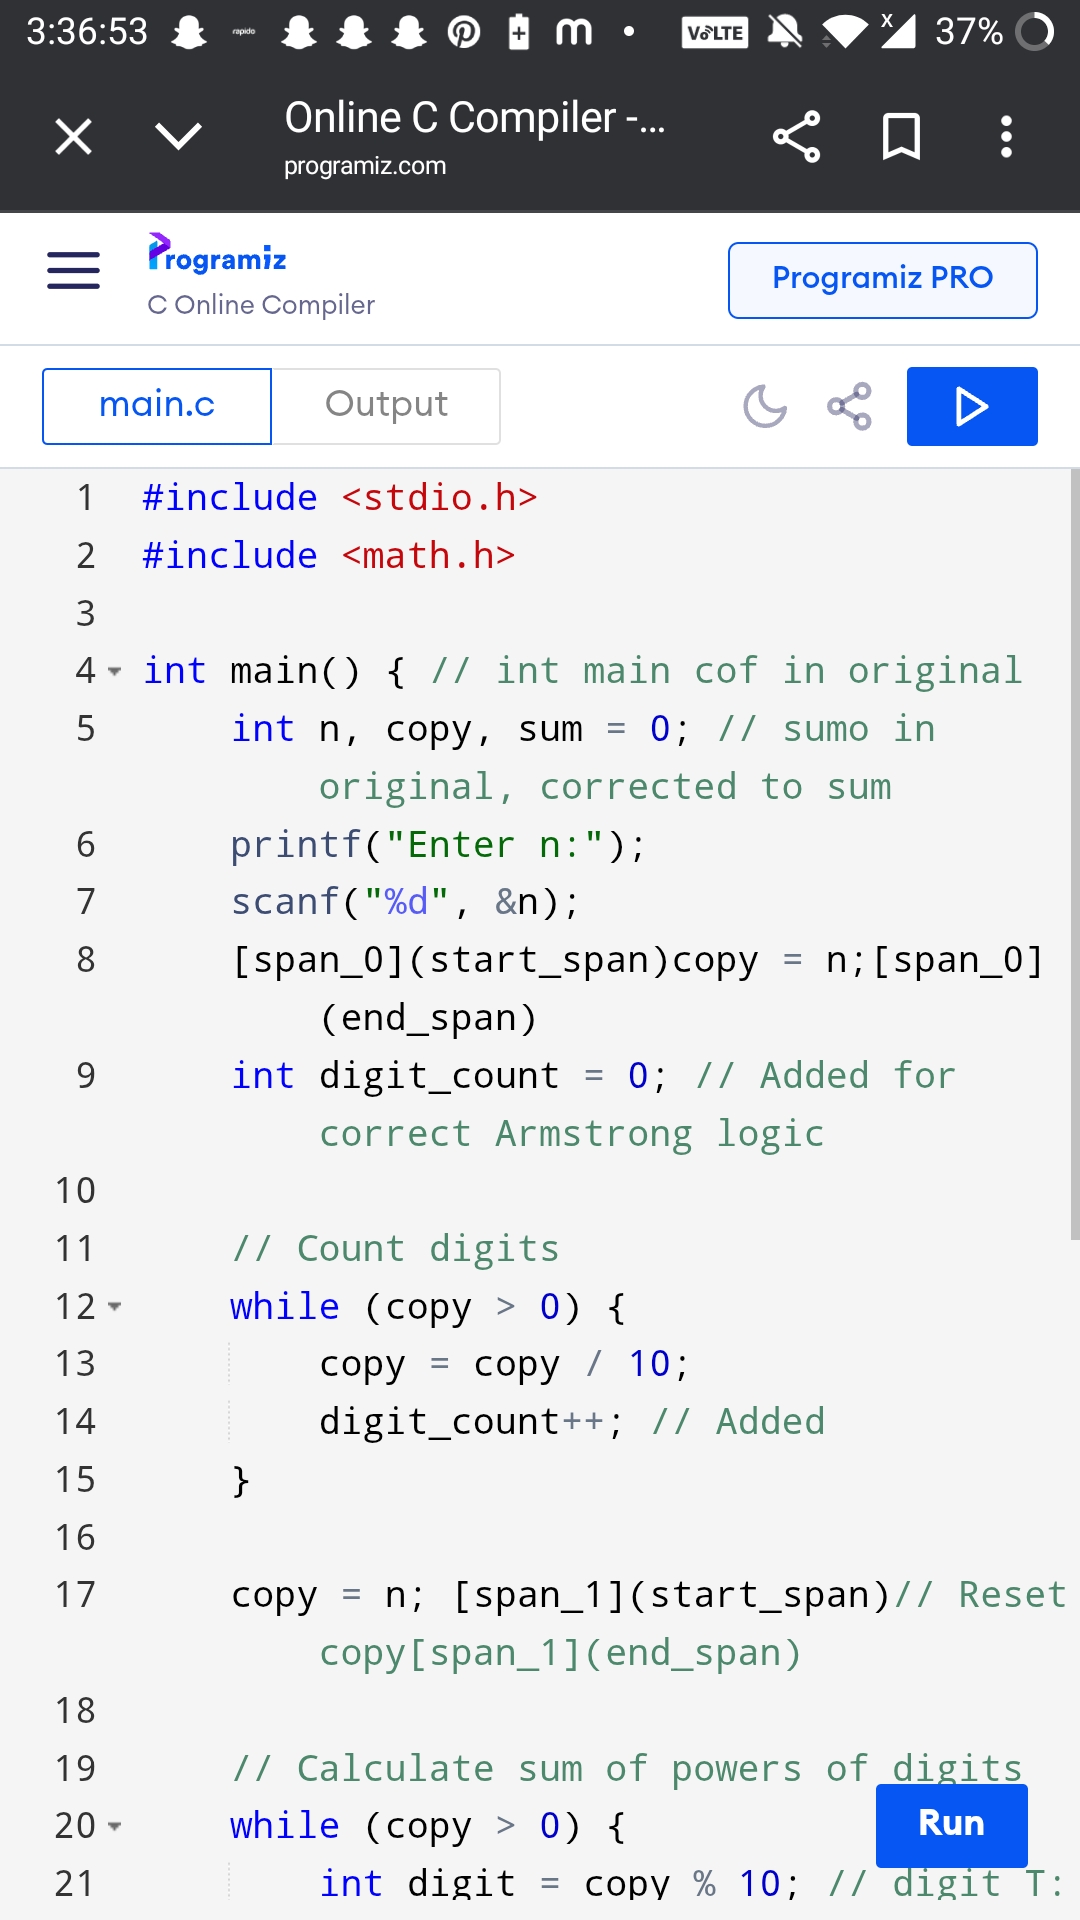 3:36:53 rapido m VoLTE x 37%
Online C Compiler -...
programiz.com
Programiz
C Online Compiler
Programiz PRO
main.c Output
1 #include <stdio.h>
2 #include <math.h>
3
4 int main() { // int main cof in original
5 int n, copy, sum = 0; // sumo in
original, corrected to sum
6 printf("Enter n:");
7 scanf("%d", &n);
8 [span_0](start_span)copy = n;[span_0]
(end_span)
9 int digit_count = 0; // Added for
correct Armstrong logic
10
11 // Count digits
12 while (copy > 0) {
13 copy = copy / 10;
14 digit_count++; // Added
15 }
16
17 copy = n; [span_1](start_span)// Reset
copy[span_1](end_span)
18
19 // Calculate sum of powers of digits
20 while (copy > 0) {
Run
21 int digit = copy % 10; // digit T: